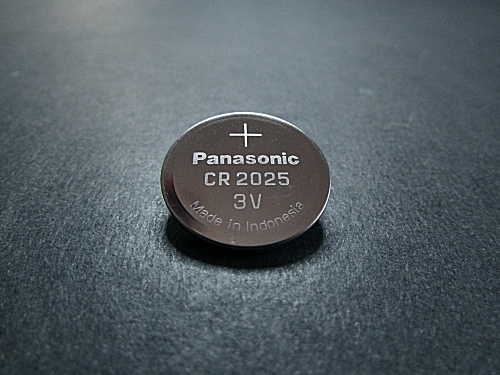 +
Panasonic
CR 2025
3V
Made in Indonesia